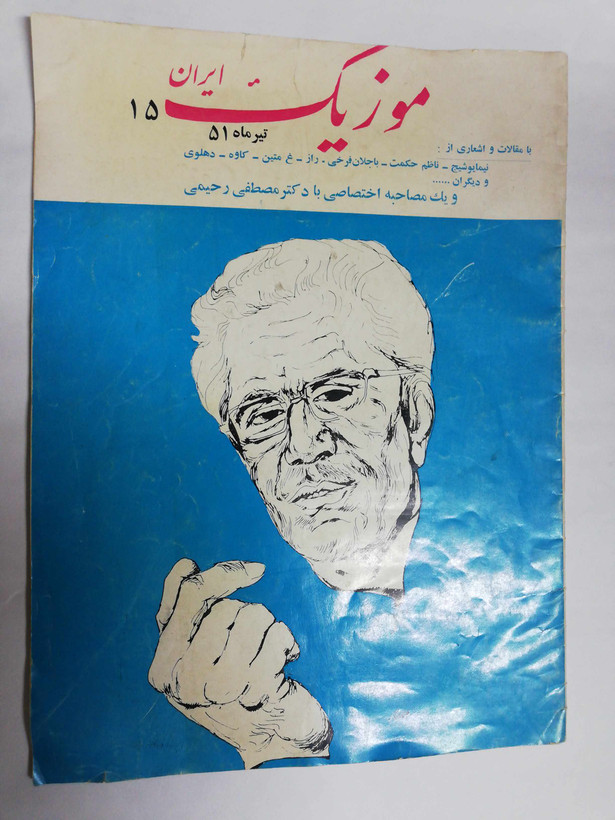 موزیک ایران
۱۵
تیرماه ۵۱
با مقالات و اشعاری از :
نیمایوشیج - ناظم حکمت - باجلان‌فرخی - راز - غ متین - کاوه - دهلوی
و دیگران ......
و یک مصاحبه اختصاصی با دکتر مصطفی رحیمی